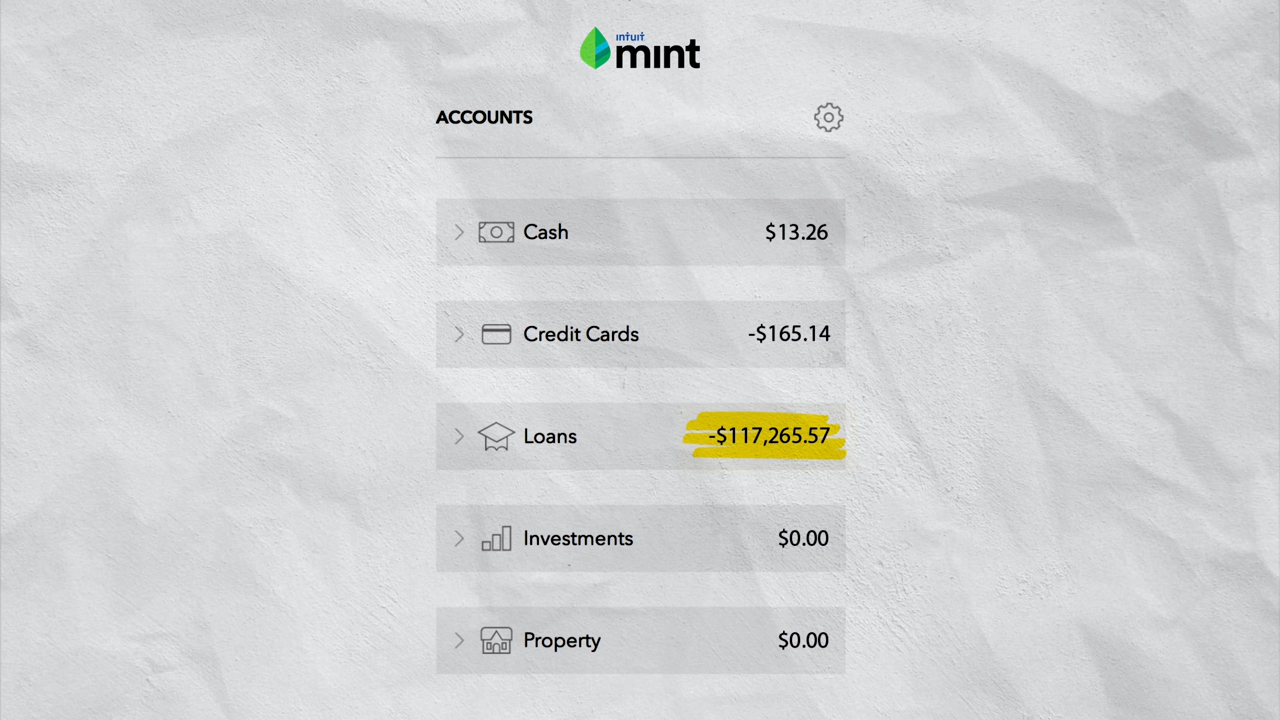 intuit
mint
ACCOUNTS
Cash $13.26
Credit Cards -$165.14
Loans -$117,265.57
Investments $0.00
Property $0.00